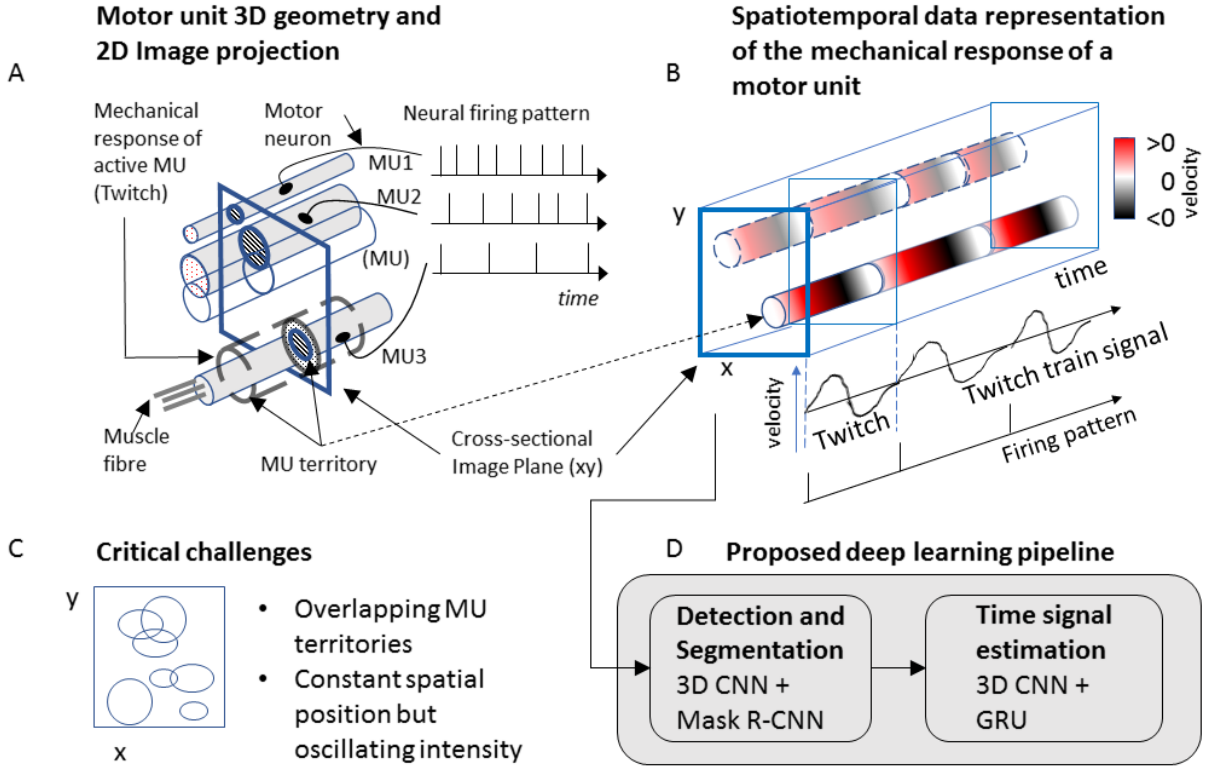 Motor unit 3D geometry and
2D Image projection
A
Mechanical
response of
active MU
(Twitch)
Motor
neuron
Neural firing pattern
MU1
MU2
(MU)
MU3
time
Muscle
fibre
MU territory
Cross-sectional
Image Plane (xy)
Spatiotemporal data representation
of the mechanical response of a
motor unit
B
y
x
>0
0
<0
velocity
time
velocity
Twitch
Twitch train signal
Firing pattern
C
Critical challenges
y
x
• Overlapping MU
territories
• Constant spatial
position but
oscillating intensity
D
Proposed deep learning pipeline
Detection and
Segmentation
3D CNN +
Mask R-CNN
Time signal
estimation
3D CNN +
GRU